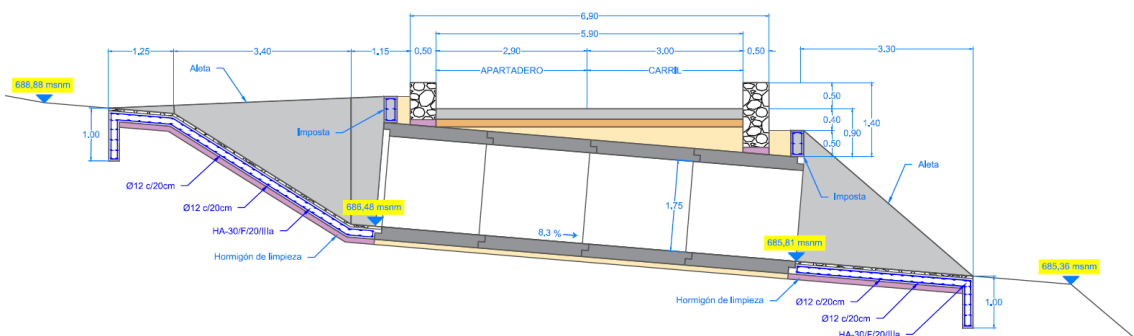 6.90
5.90
1.25
3.40
1.15
0.50
2.90
3.00
0.50
3.30
Aleta
APARTADERO
CARRIL
688,88 msnm
0.50
0.40
0.50
0.90
1.40
Imposta
1.00
Aleta
Ø12 c/20cm
Imposta
1.75
Ø12 c/20cm
686,48 msnm
HA-30/F/20/IIIa
8,3 %
685,81 msnm
Hormigón de limpieza
685,36 msnm
Hormigón de limpieza
Ø12 c/20cm
1.00
Ø12 c/20cm
HA-30/F/20/IIIa